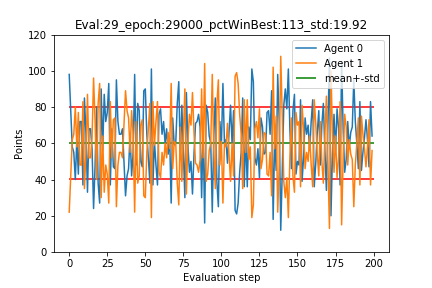 Eval:29_epoch:29000_pctWinBest:113_std:19.92
Agent 0
Agent 1
mean+-std
Points
120
100
80
60
40
20
0
0 25 50 75 100 125 150 175 200
Evaluation step